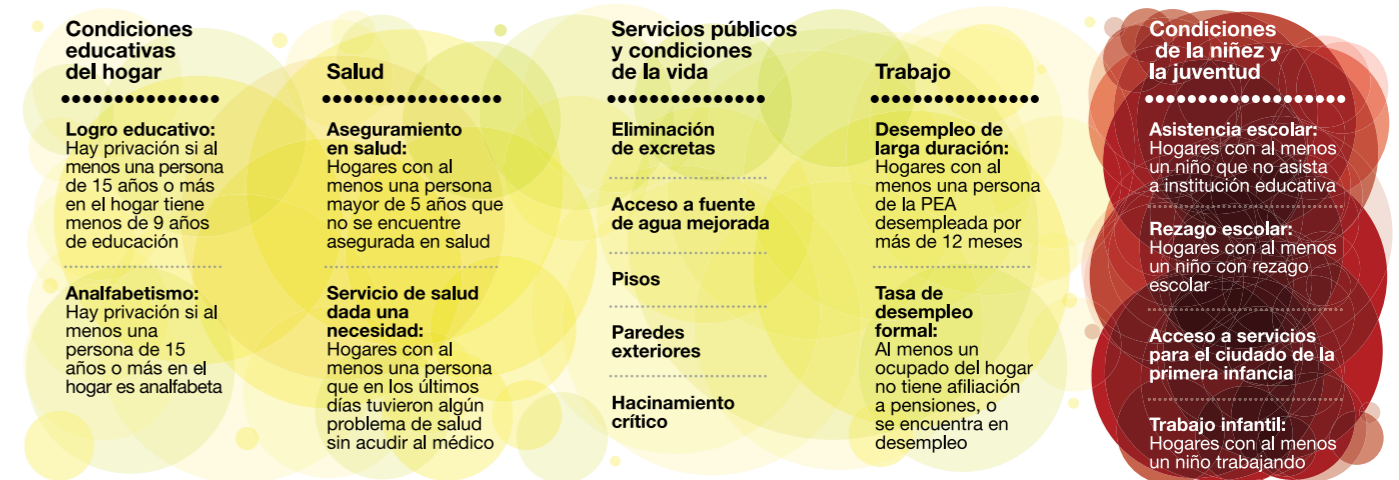 Condiciones
educativas
del hogar
Logro educativo:
Hay privación si al
menos una persona
de 15 años o más
en el hogar tiene
menos de 9 años
de educación
Analfabetismo:
Hay privación si al
menos una
persona de 15
años o más en el
hogar es analfabeta
Salud
Aseguramiento
en salud:
Hogares con al
menos una persona
mayor de 5 años que
no se encuentre
asegurada en salud
Servicio de salud
dada una
necesidad:
Hogares con al
menos una persona
que en los últimos
días tuvieron algún
problema de salud
sin acudir al médico
Servicios públicos
y condiciones
de la vida
Eliminación
de excretas
Acceso a fuente
de agua mejorada
Pisos
Paredes
exteriores
Hacinamiento
crítico
Trabajo
Desempleo de
larga duración:
Hogares con al
menos una persona
de la PEA
desempleada por
más de 12 meses
Tasa de
desempleo
formal:
Al menos un
ocupado del hogar
no tiene afiliación
a pensiones, o
se encuentra en
desempleo
Condiciones
de la niñez y
la juventud
Asistencia escolar:
Hogares con al menos
un niño que no asista
a institución educativa
Rezago escolar:
Hogares con al menos
un niño con rezago
escolar
Acceso a servicios
para el ciudado de la
primera infancia
Trabajo infantil:
Hogares con al menos
un niño trabajando